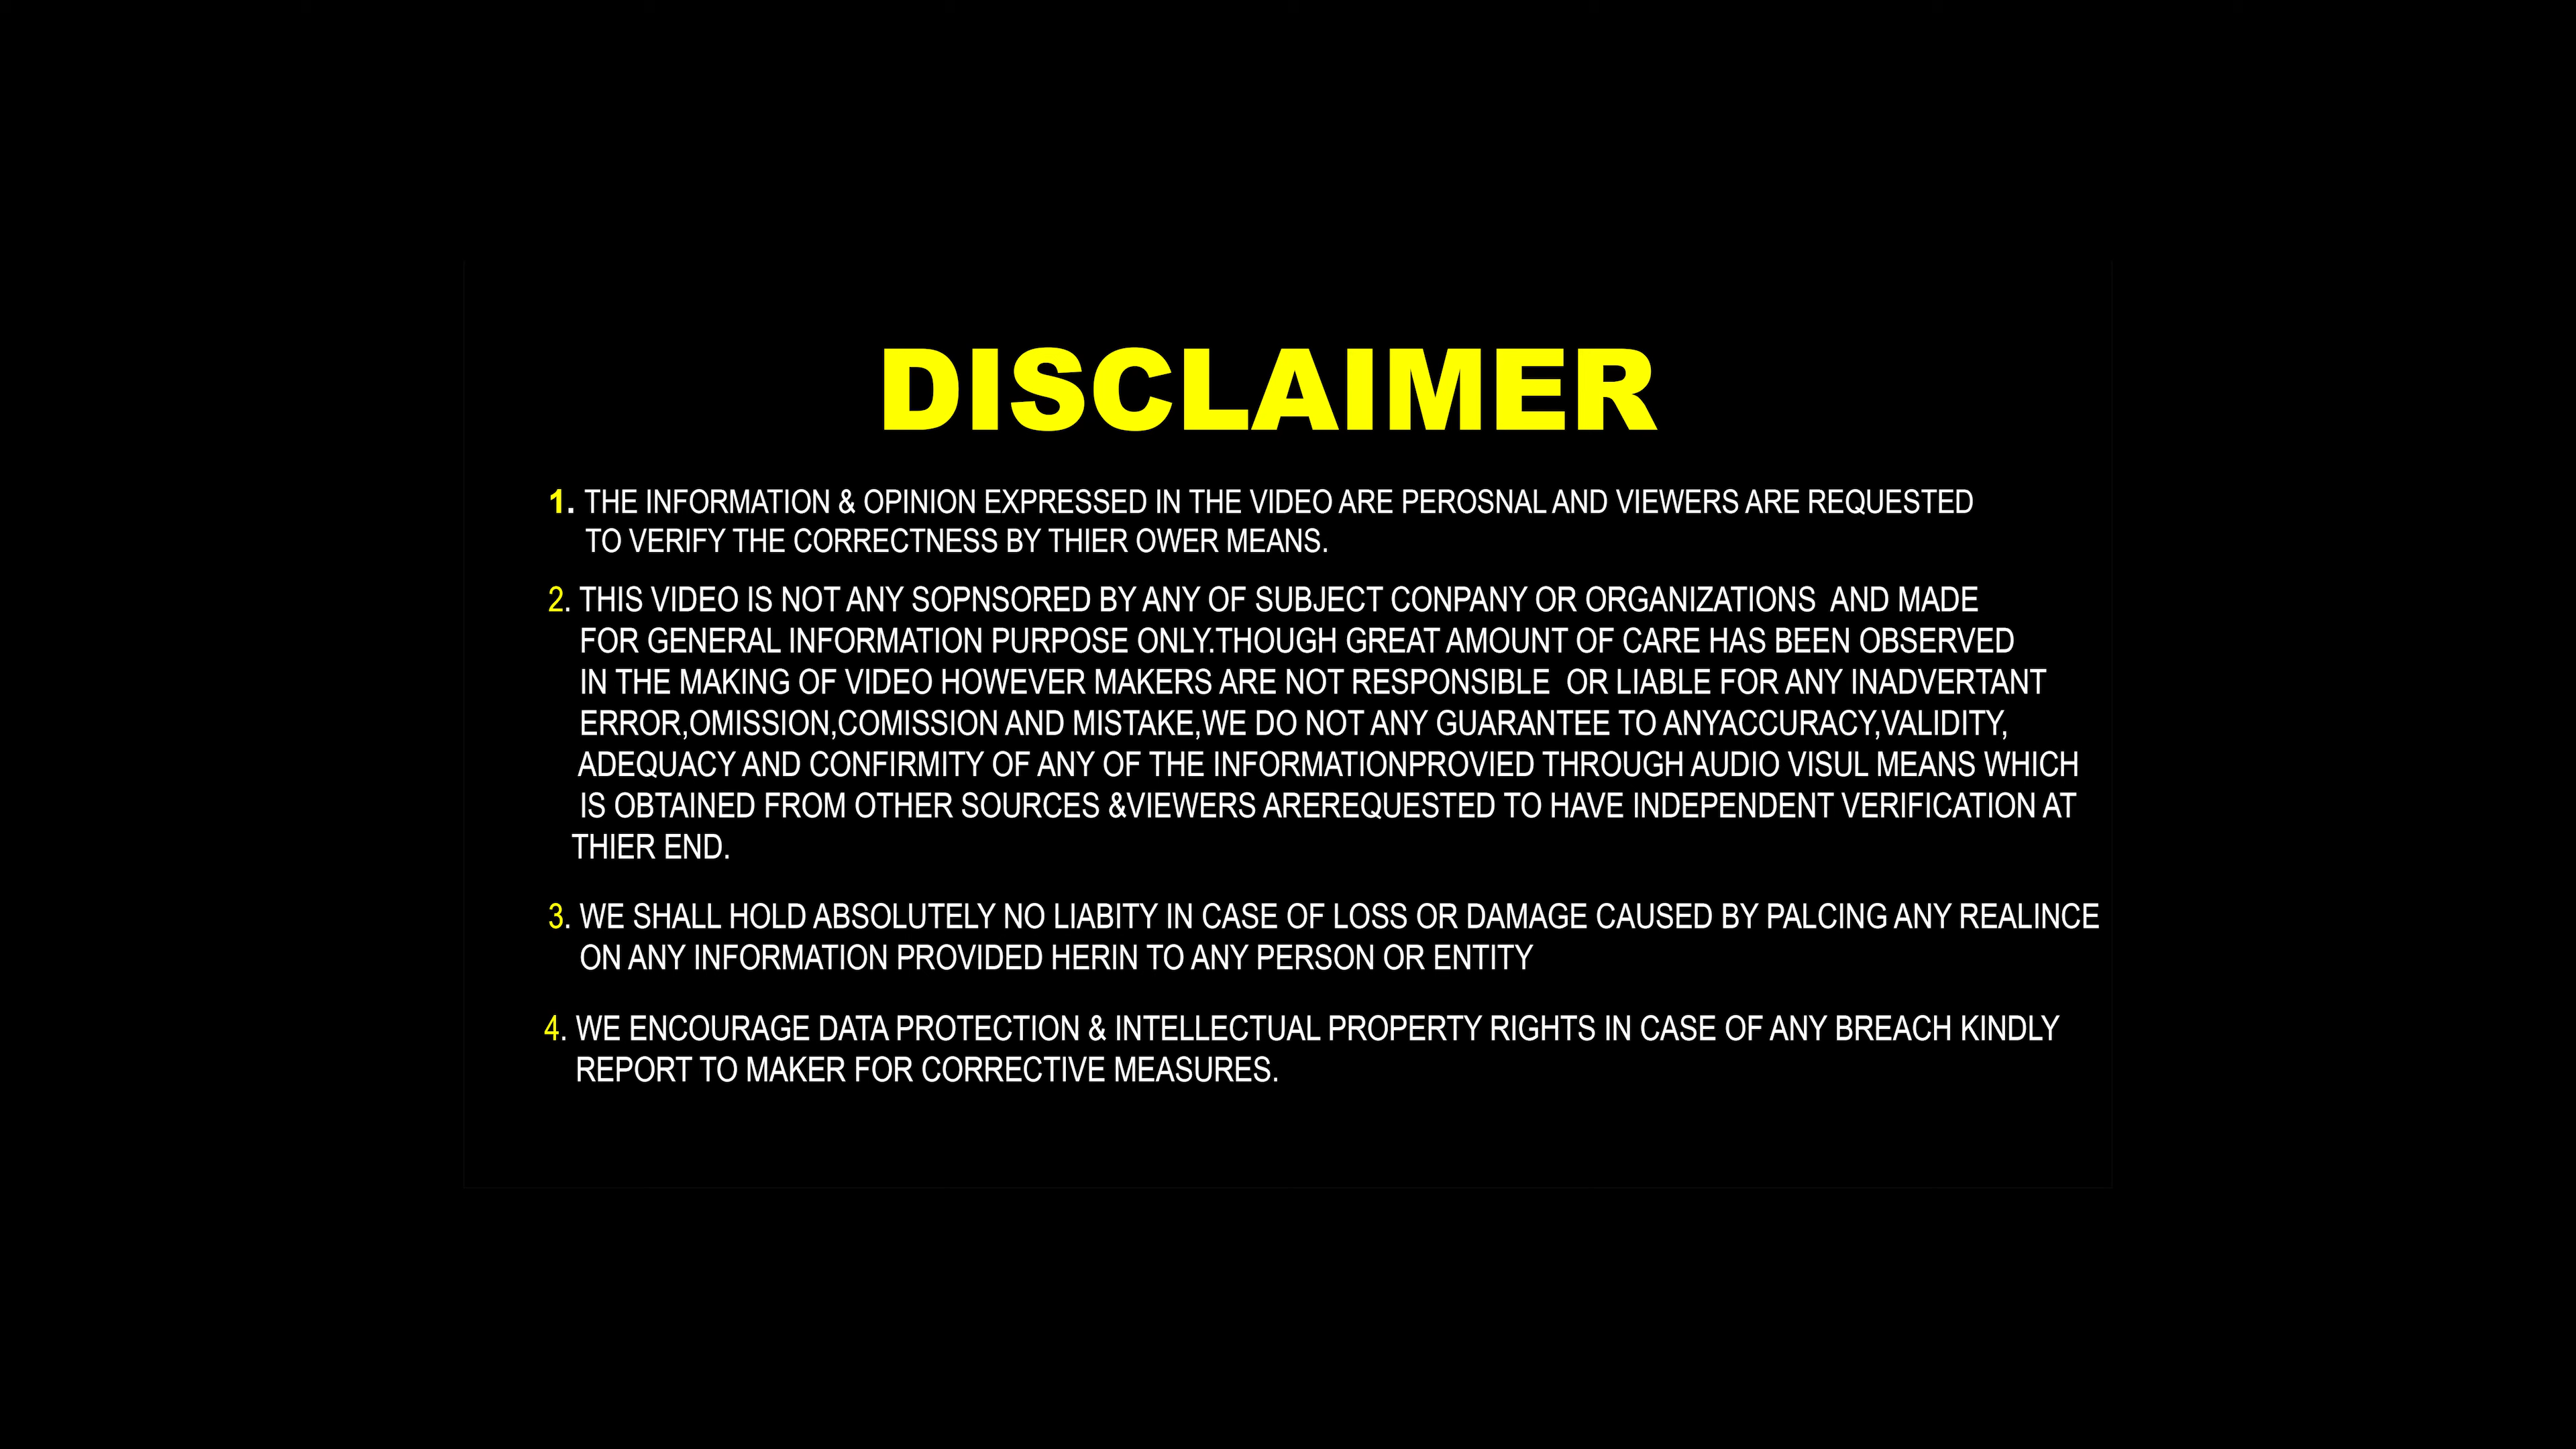 DISCLAIMER
1. THE INFORMATION & OPINION EXPRESSED IN THE VIDEO ARE PEROSNAL AND VIEWERS ARE REQUESTED
TO VERIFY THE CORRECTNESS BY THIER OWER MEANS.
2. THIS VIDEO IS NOT ANY SOPNSORED BY ANY OF SUBJECT CONPANY OR ORGANIZATIONS AND MADE
FOR GENERAL INFORMATION PURPOSE ONLY.THOUGH GREAT AMOUNT OF CARE HAS BEEN OBSERVED
IN THE MAKING OF VIDEO HOWEVER MAKERS ARE NOT RESPONSIBLE OR LIABLE FOR ANY INADVERTANT
ERROR,OMISSION,COMISSION AND MISTAKE,WE DO NOT ANY GUARANTEE TO ANYACCURACY,VALIDITY,
ADEQUACY AND CONFIRMITY OF ANY OF THE INFORMATIONPROVIED THROUGH AUDIO VISUL MEANS WHICH
IS OBTAINED FROM OTHER SOURCES &VIEWERS AREREQUESTED TO HAVE INDEPENDENT VERIFICATION AT
THIER END.
3. WE SHALL HOLD ABSOLUTELY NO LIABITY IN CASE OF LOSS OR DAMAGE CAUSED BY PALCING ANY REALINCE
ON ANY INFORMATION PROVIDED HERIN TO ANY PERSON OR ENTITY
4. WE ENCOURAGE DATA PROTECTION & INTELLECTUAL PROPERTY RIGHTS IN CASE OF ANY BREACH KINDLY
REPORT TO MAKER FOR CORRECTIVE MEASURES.